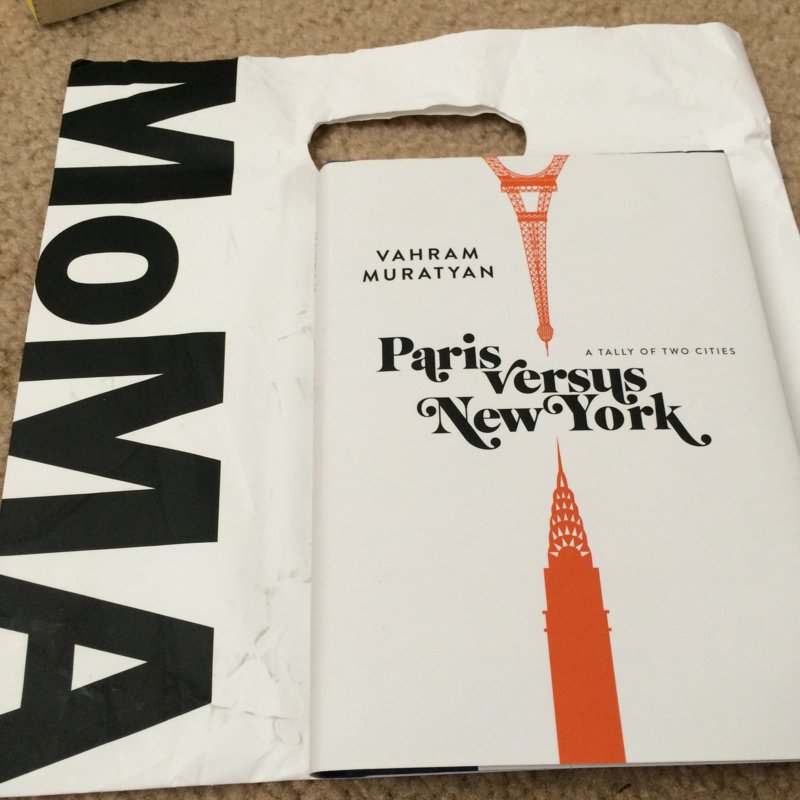 MoMA
VAHRAM
MURATYAN
Paris
A TALLY OF TWO CITIES
versus
New York